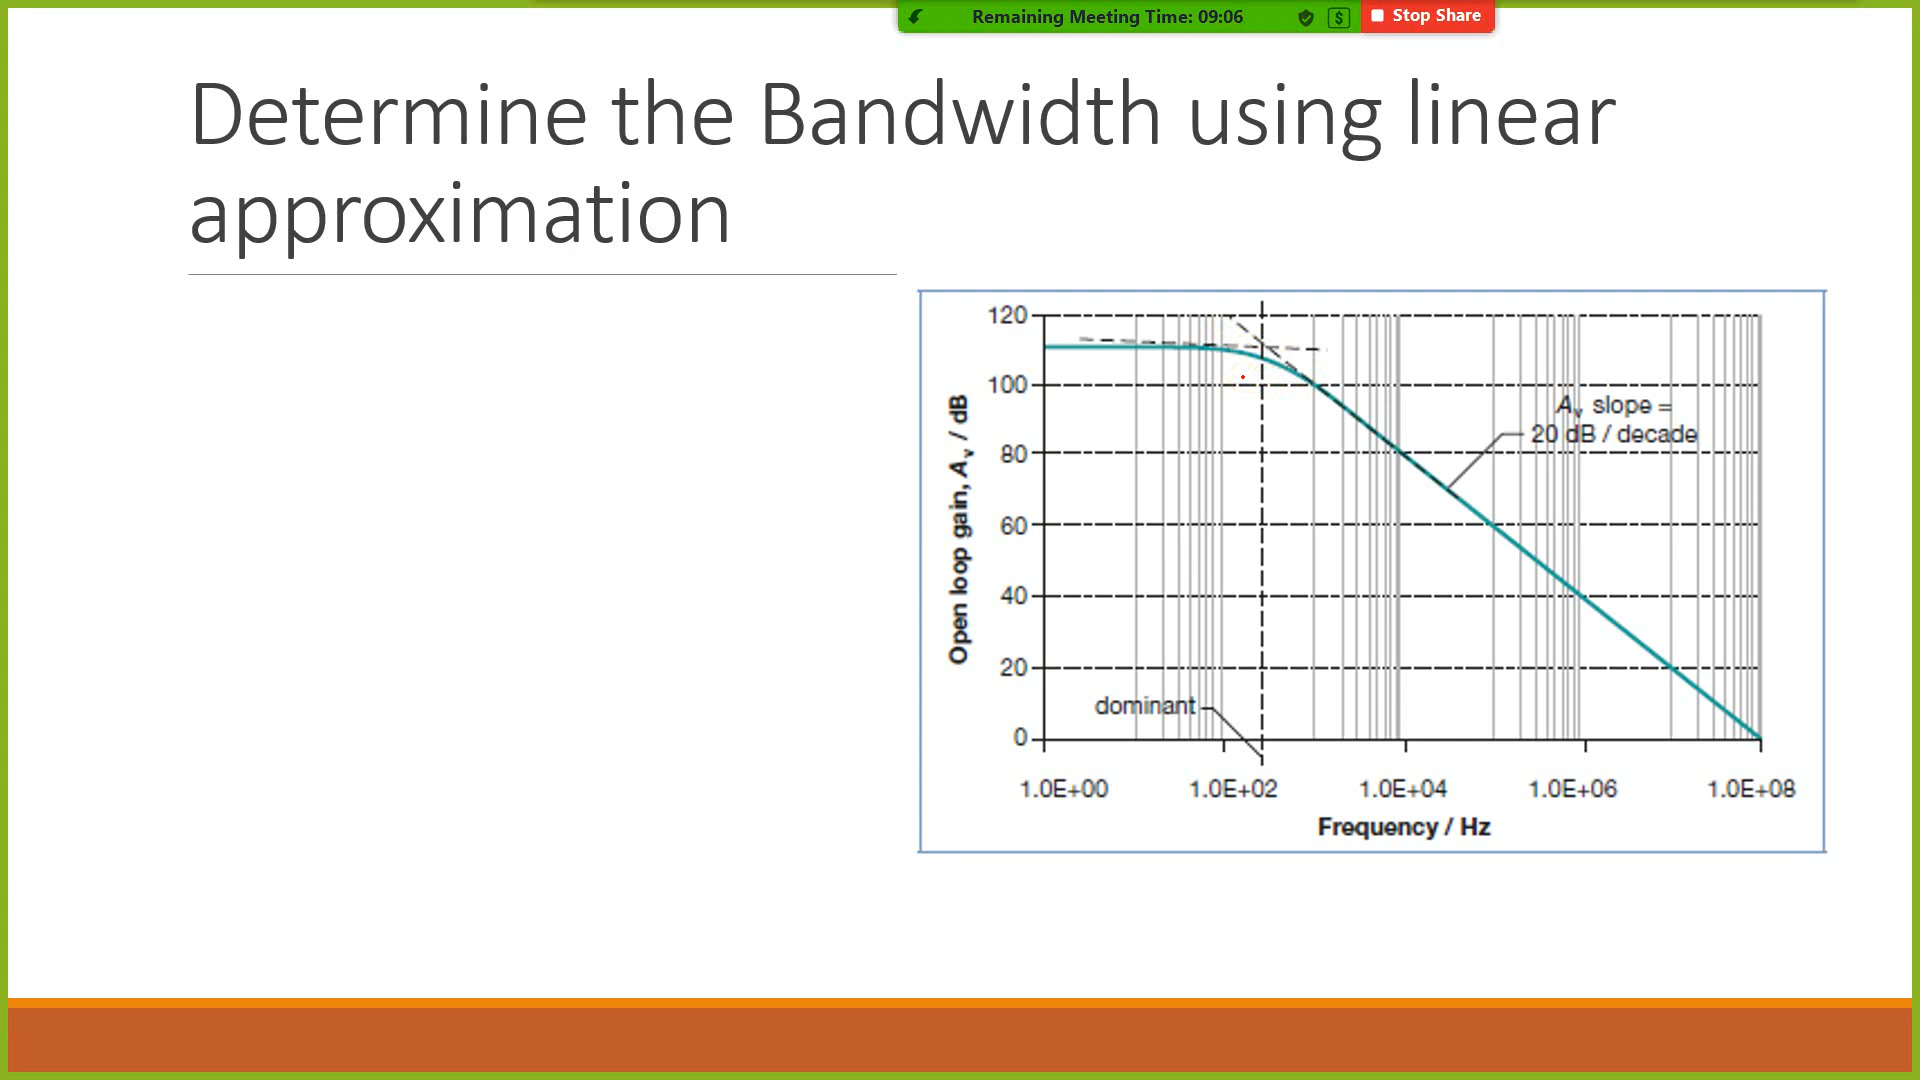 Remaining Meeting Time: 09:06
$
Stop Share
Determine the Bandwidth using linear
approximation
120
100
80
60
40
20
0
Open loop gain, Av / dB
Av slope =
20 dB / decade
dominant
1.0E+00 1.0E+02 1.0E+04 1.0E+06 1.0E+08
Frequency / Hz